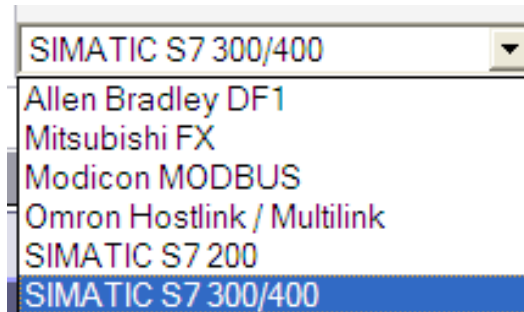 SIMATIC S7 300/400
Allen Bradley DF1
Mitsubishi FX
Modicon MODBUS
Omron Hostlink / Multilink
SIMATIC S7 200
SIMATIC S7 300/400